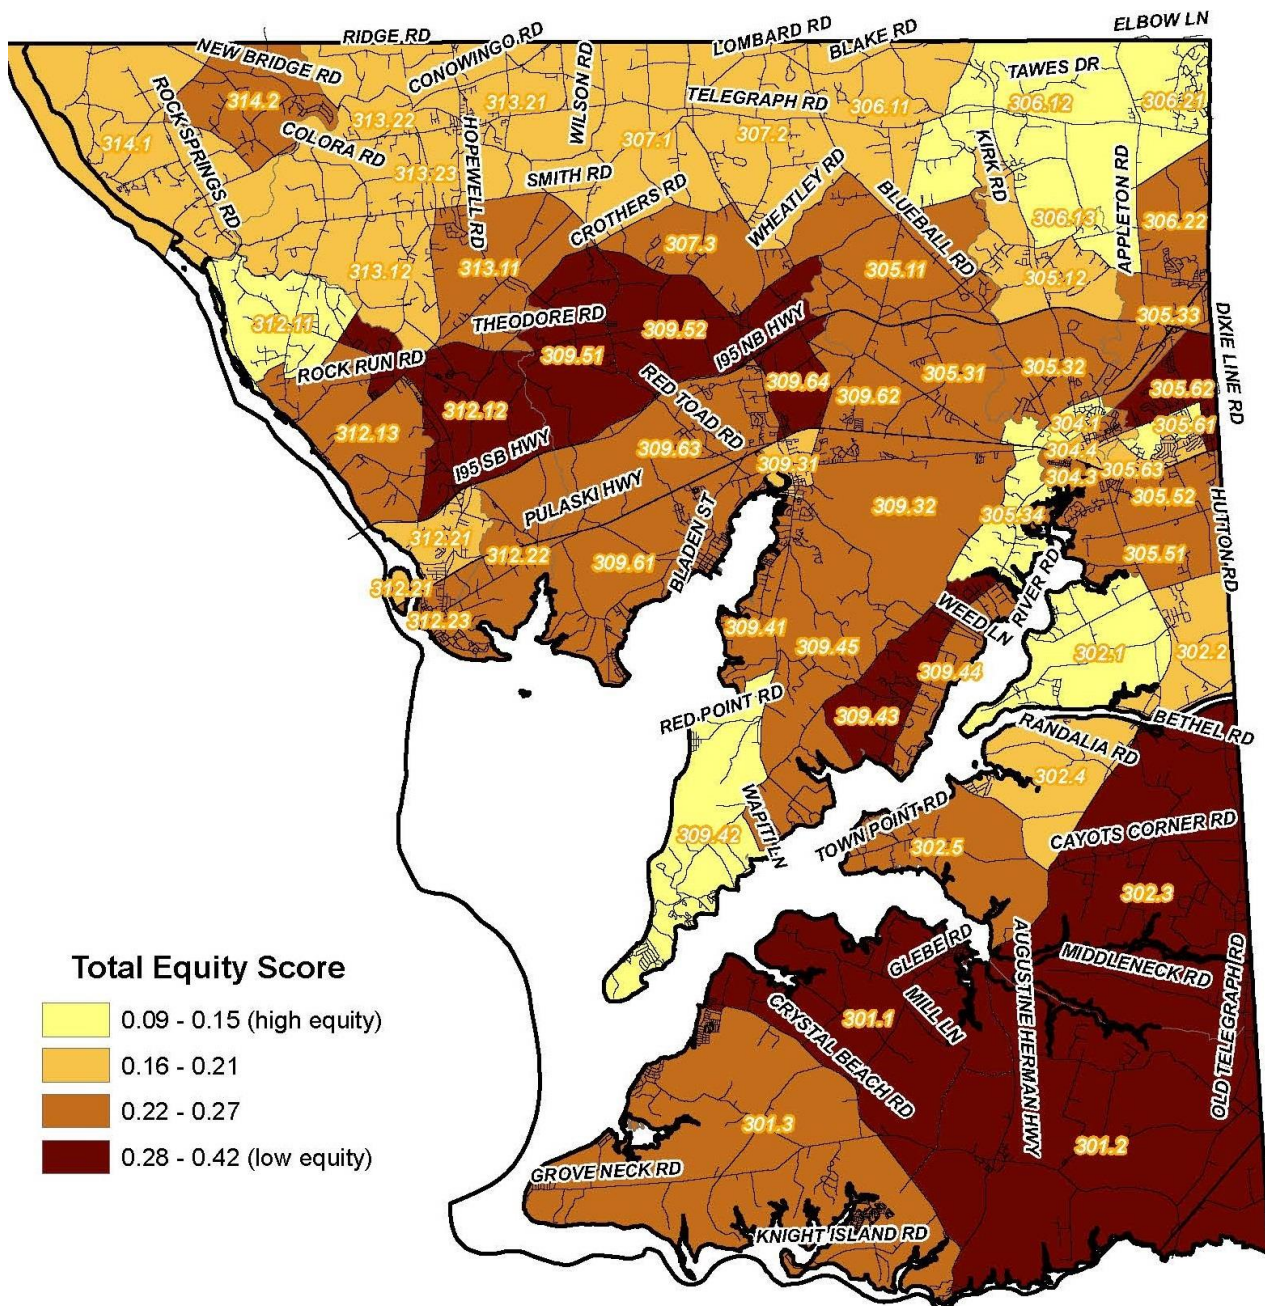 ELBOW LN
RIDGE RD
LOMBARD RD
BLAKE RD
CONOWINGO RD
NEW BRIDGE RD
WILSON RD
TAWES DR
314.2
313.21
TELEGRAPH RD
306.11
306.12
306.21
ROCK SPRINGS RD
313.22
314.1
COLORA RD
HOPEWELL RD
307.1
307.2
KIRK RD
313.23
SMITH RD
CROTHERS RD
WHEATLEY RD
BLUEBALL RD
APPLETON RD
306.13
306.22
307.3
313.12
313.11
305.11
305.12
312.11
THEODORE RD
309.52
I95 NB HWY
305.33
DIXIE LINE RD
309.51
ROCK RUN RD
RED TOAD RD
309.64
309.62
305.31
305.32
305.62
312.12
312.13
304.1
305.61
I95 SB HWY
309.63
309.31
304.4
305.63
304.3
PULASKI HWY
309.32
305.52
HUTTON RD
305.34
BLADEN ST
312.21
312.22
309.61
305.51
312.21
RIVER RD
312.23
309.41
WEED LN
309.45
302.1
302.2
309.44
RED POINT RD
309.43
BETHEL RD
RANDALIA RD
302.4
WAPITI LN
TOWN POINT RD
309.42
302.5
CAYOTS CORNER RD
302.3
GLEBE RD
MIDDLENECK RD
AUGUSTINE HERMAN HWY
OLD TELEGRAPH RD
Total Equity Score
0.09 - 0.15 (high equity)
0.16 - 0.21
0.22 - 0.27
0.28 - 0.42 (low equity)
MILL LN
301.1
CRYSTAL BEACH RD
301.3
301.2
GROVE NECK RD
KNIGHT ISLAND RD